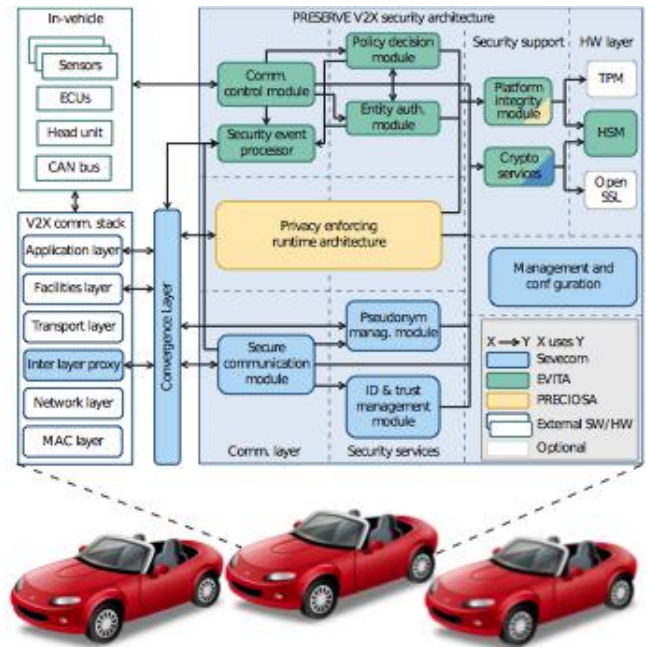 In-vehicle
Sensors
ECUs
Head unit
CAN bus
V2X comm. stack
Application layer
Facilities layer
Transport layer
Inter layer proxy
Network layer
MAC layer
Convergence Layer
PRESERVE V2X security architecture
Comm.
control module
Security event
processor
Policy decision
module
Entity auth.
module
Privacy enforcing
runtime architecture
Secure
communication
module
Pseudonym
manag. module
ID & trust
management
module
Comm. layer
Security services
Security support
Platform
integrity
module
Crypto
services
HW layer
TPM
HSM
Open
SSL
Management and
conf guration
X → Y X uses Y
Sevecom
EVITA
PRECIOSA
External SW/HW
Optional